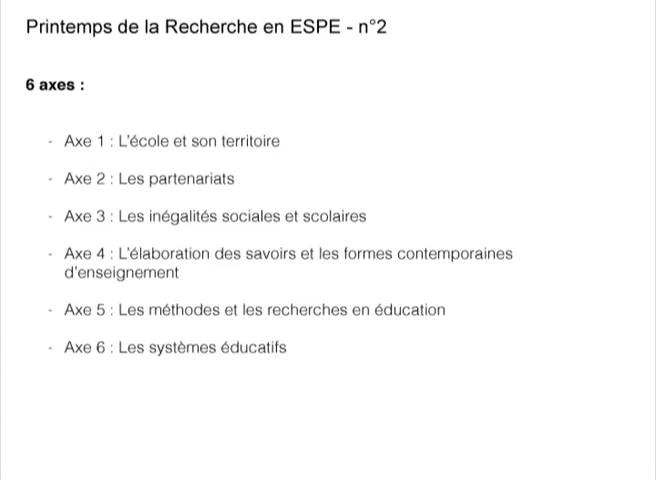 Printemps de la Recherche en ESPE - n°2
6 axes :
- Axe 1 : L'école et son territoire
- Axe 2 : Les partenariats
- Axe 3 : Les inégalités sociales et scolaires
- Axe 4 : L'élaboration des savoirs et les formes contemporaines
d'enseignement
- Axe 5 : Les méthodes et les recherches en éducation
- Axe 6 : Les systèmes éducatifs